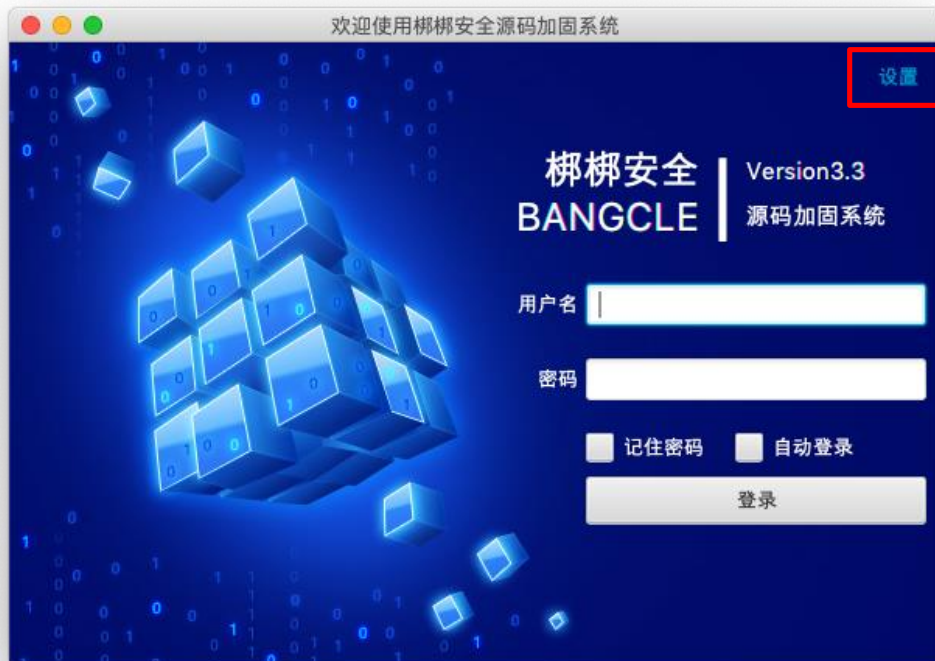 欢迎使用梆梆安全源码加固系统
设置
梆梆安全
BANGCLE
Version3.3
源码加固系统
用户名
密码
记住密码 自动登录
登录